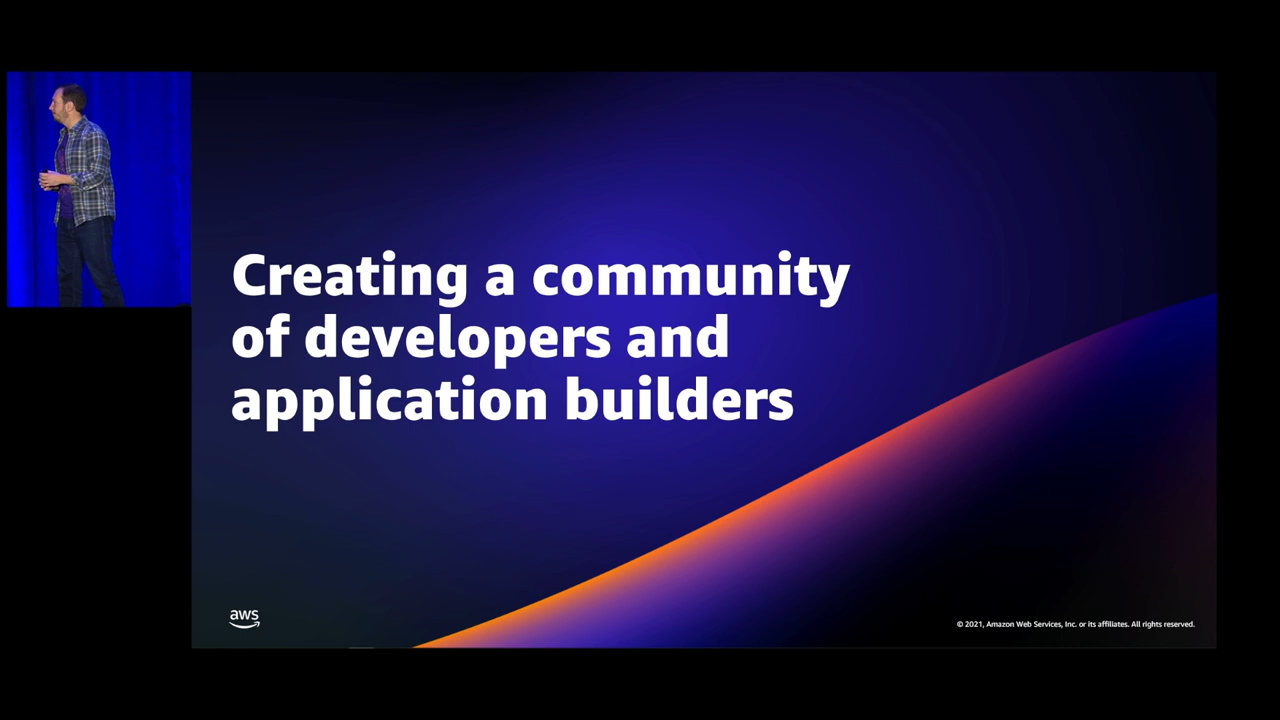 Creating a community
of developers and
application builders
aws
© 2021, Amazon Web Services, Inc. or its affiliates. All rights reserved.